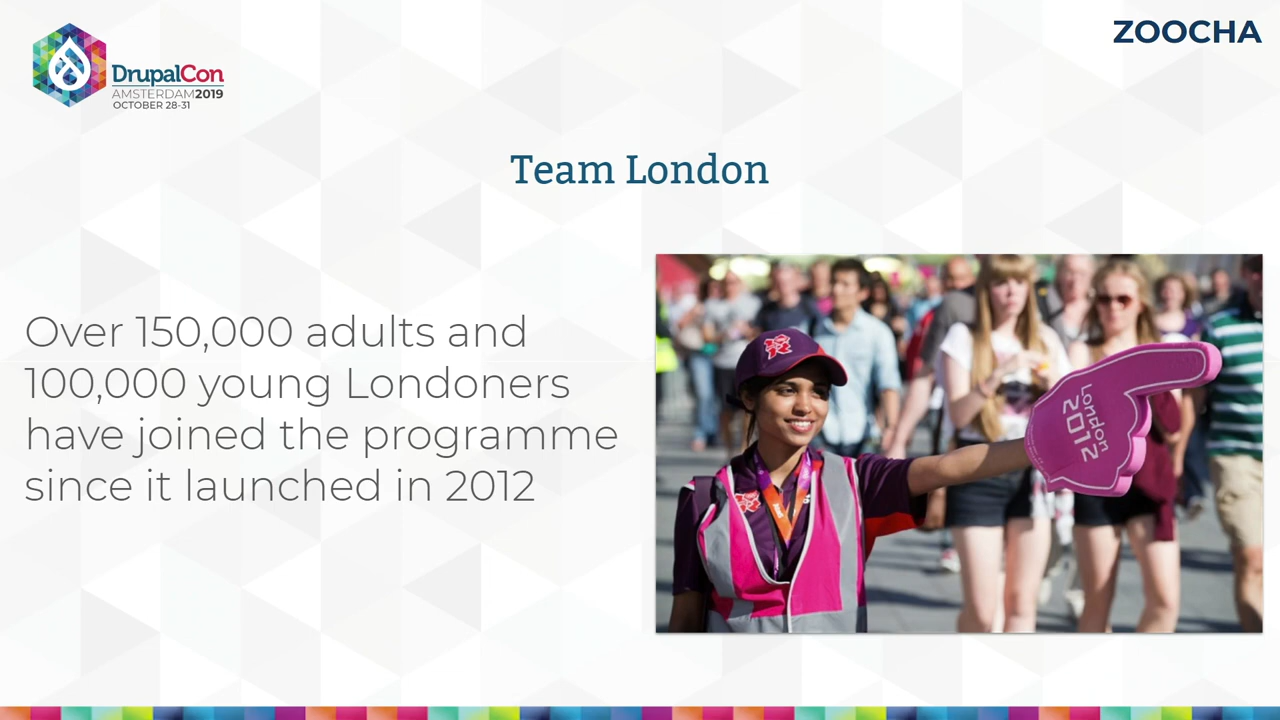 ZOOCHA
DrupalCon
AMSTERDAM2019
OCTOBER 28-31
Team London
Over 150,000 adults and
100,000 young Londoners
have joined the programme
since it launched in 2012
London
2012